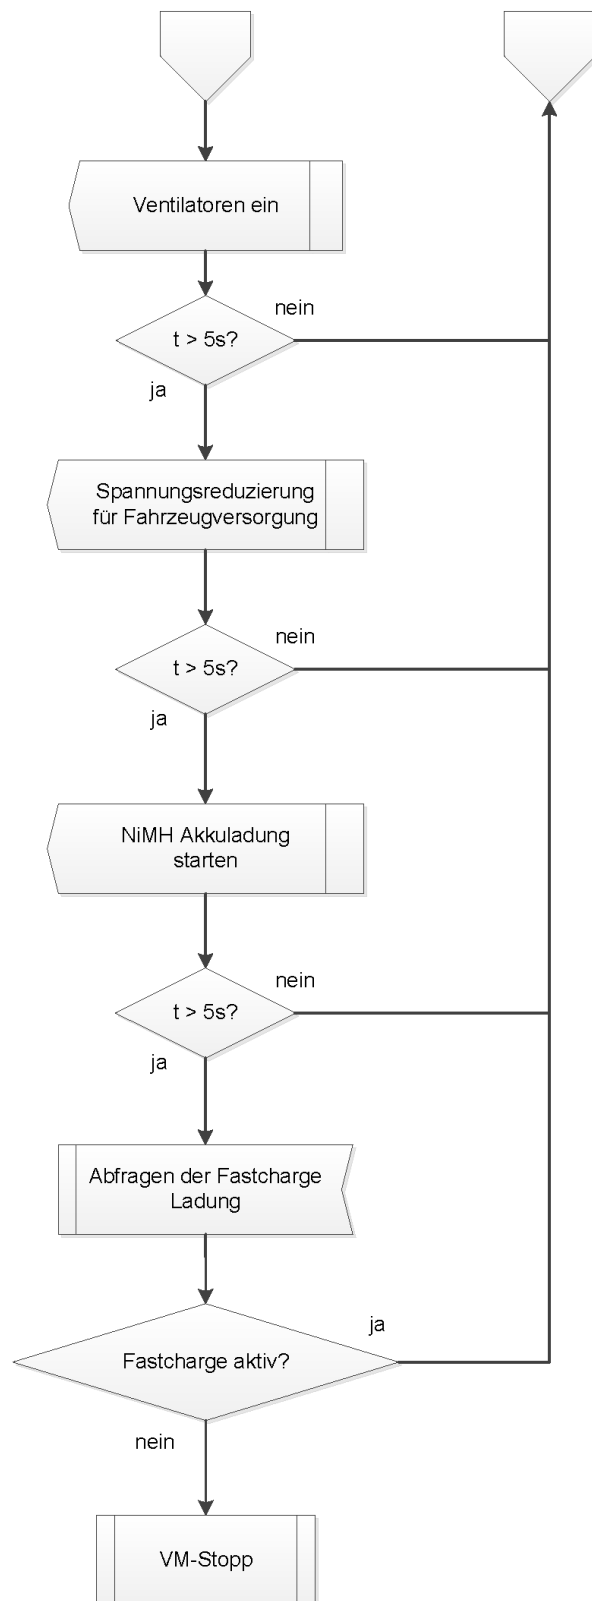 Ventilatoren ein
nein
t > 5s?
ja
Spannungsreduzierung
für Fahrzeugversorgung
nein
t > 5s?
ja
NiMH Akkuladung
starten
nein
t > 5s?
ja
Abfragen der Fastcharge
Ladung
ja
Fastcharge aktiv?
nein
VM-Stopp